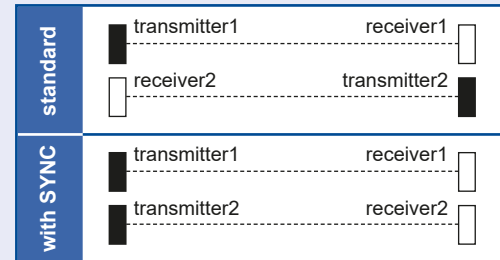 standard
transmitter1 receiver1
receiver2 transmitter2
with SYNC
transmitter1 receiver1
transmitter2 receiver2